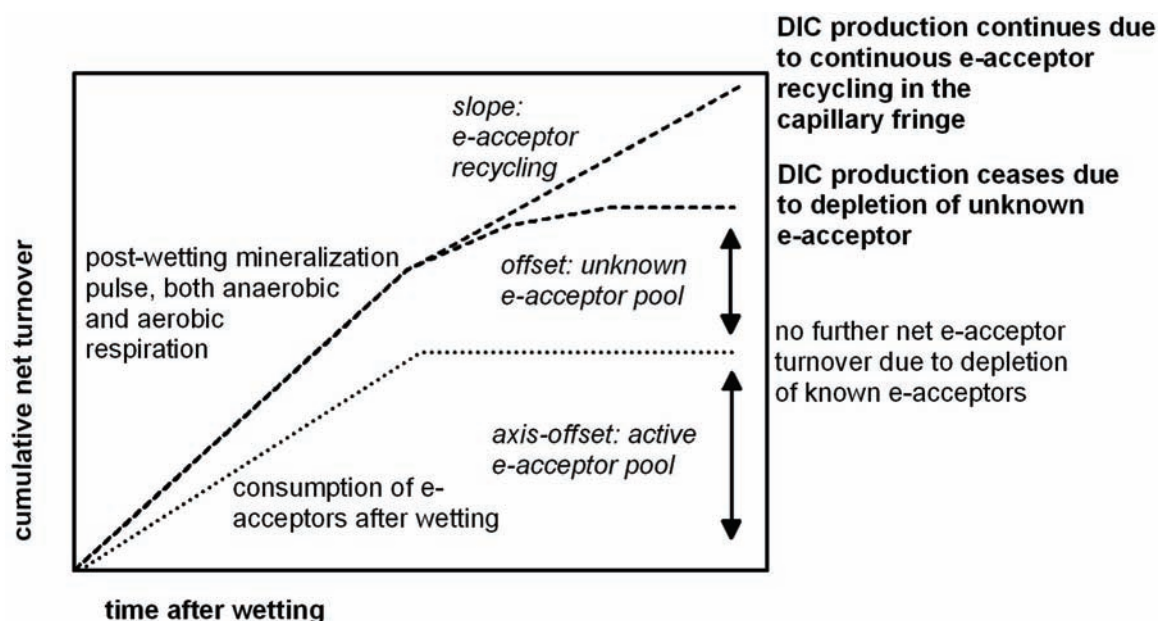 DIC production continues due
to continuous e-acceptor
recycling in the
capillary fringe
slope:
e-acceptor
recycling
DIC production ceases due
to depletion of unknown
e-acceptor
post-wetting mineralization
pulse, both anaerobic
and aerobic
respiration
offset: unknown
e-acceptor pool
no further net e-acceptor
turnover due to depletion
of known e-acceptors
axis-offset: active
e-acceptor pool
consumption of e-
acceptors after wetting
cumulative net turnover
time after wetting